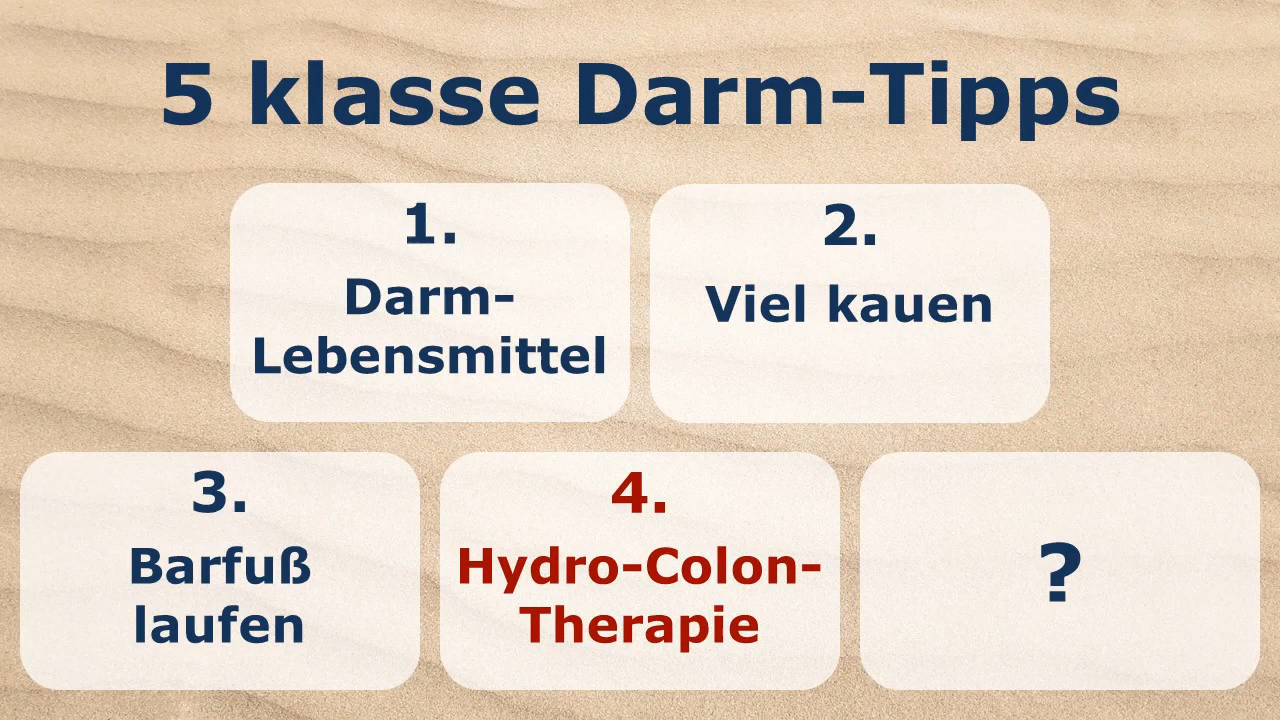 5 klasse Darm-Tipps
1.
Darm-
Lebensmittel
2.
Viel kauen
3.
Barfuß
laufen
4.
Hydro-Colon-
Therapie
?